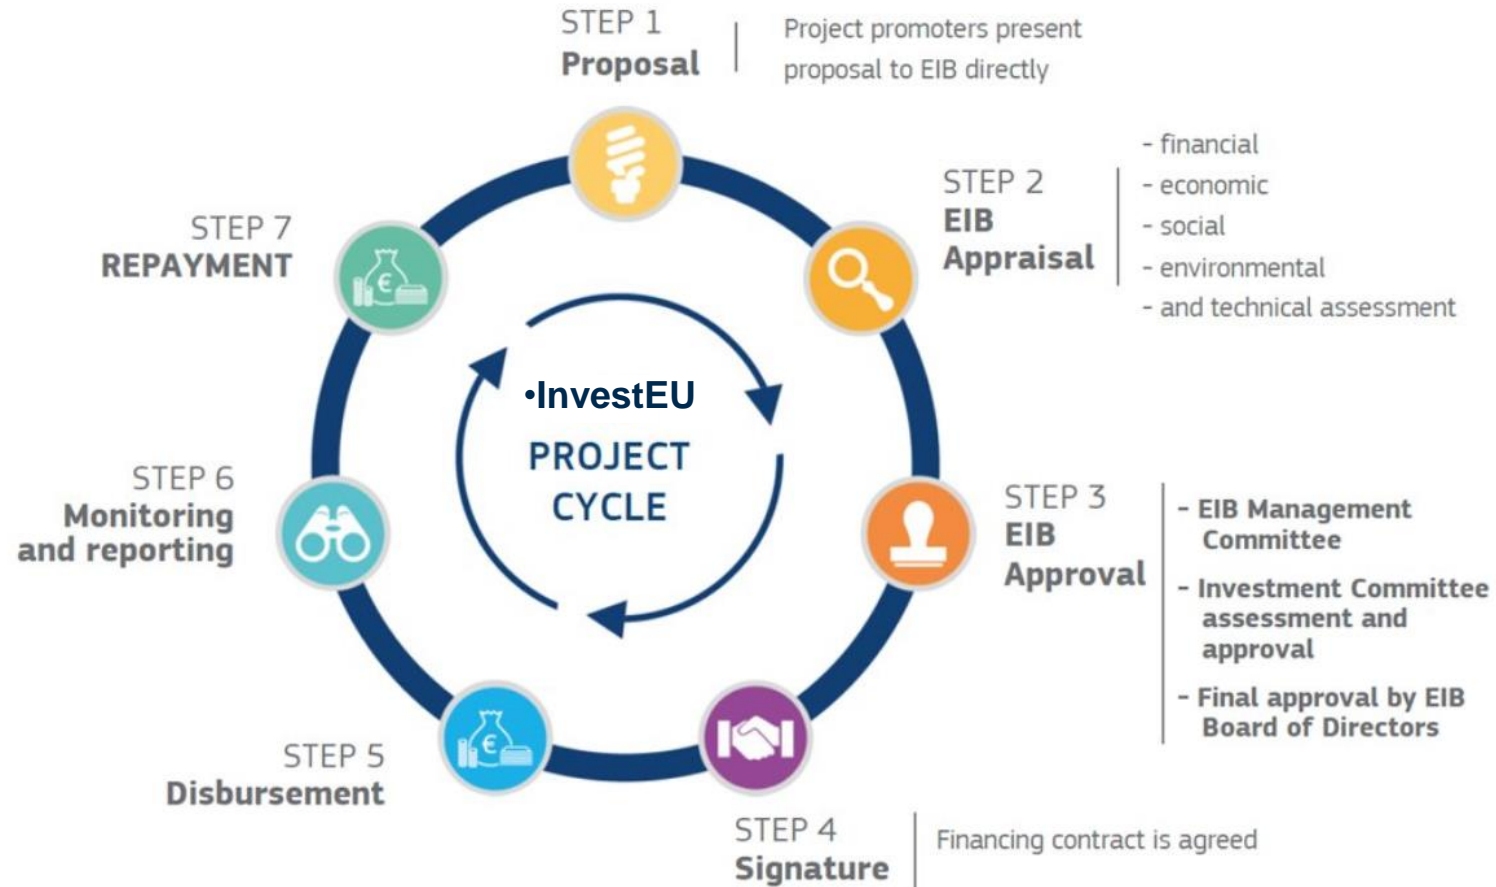 STEP 1
Proposal
Project promoters present
proposal to EIB directly
STEP 2
EIB
Appraisal
- financial
- economic
- social
- environmental
- and technical assessment
STEP 3
EIB
Approval
- EIB Management
Committee
- Investment Committee
assessment and
approval
- Final approval by EIB
Board of Directors
STEP 4
Signature
Financing contract is agreed
STEP 5
Disbursement
€
STEP 6
Monitoring
and reporting
STEP 7
REPAYMENT
€
•InvestEU
PROJECT
CYCLE